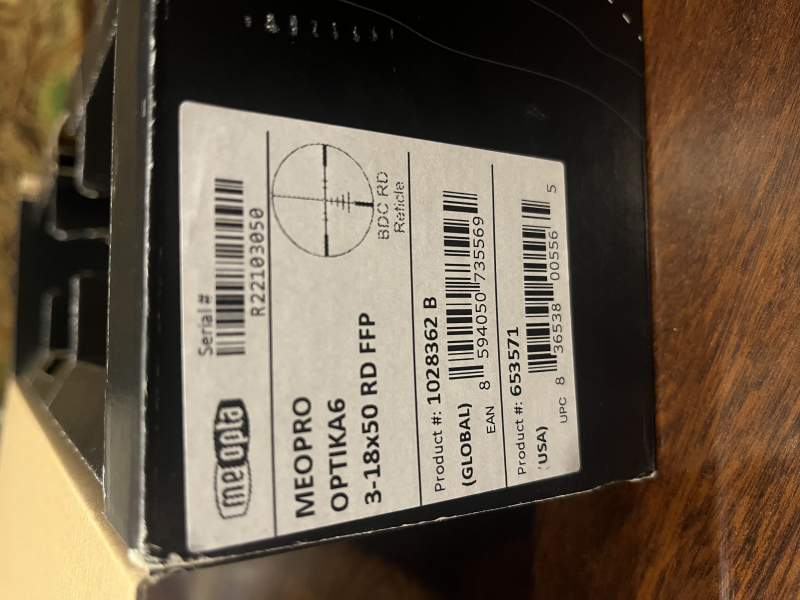 meopta
Serial#
R22103050
MEOPRO
OPTIKA6
3-18x50 RD FFP
BDC RD
Reticle
Product #: 1028362 B
(GLOBAL)
EAN
8 594050 735569
Product #: 653571
(USA)
UPC
8 36538 00556 5